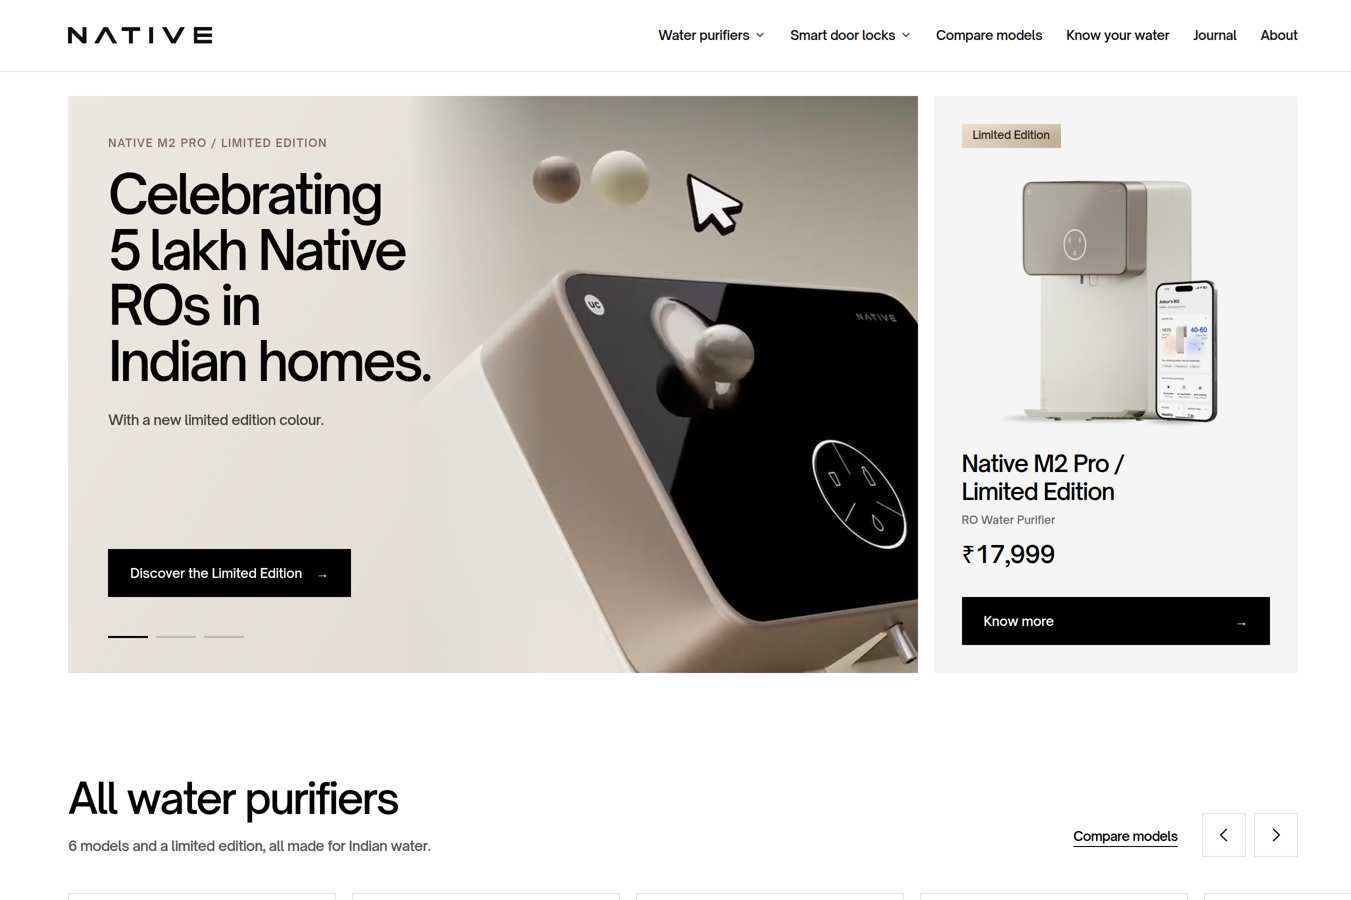 NATIVE
Water purifiers
Smart door locks
Compare models
Know your water
Journal
About
NATIVE M2 PRO / LIMITED EDITION
Celebrating
5 lakh Native
ROs in
Indian homes.
With a new limited edition colour.
Discover the Limited Edition →
UC
NATIVE
Limited Edition
40-60
Native M2 Pro /
Limited Edition
RO Water Purifier
₹17,999
Know more →
All water purifiers
6 models and a limited edition, all made for Indian water.
Compare models